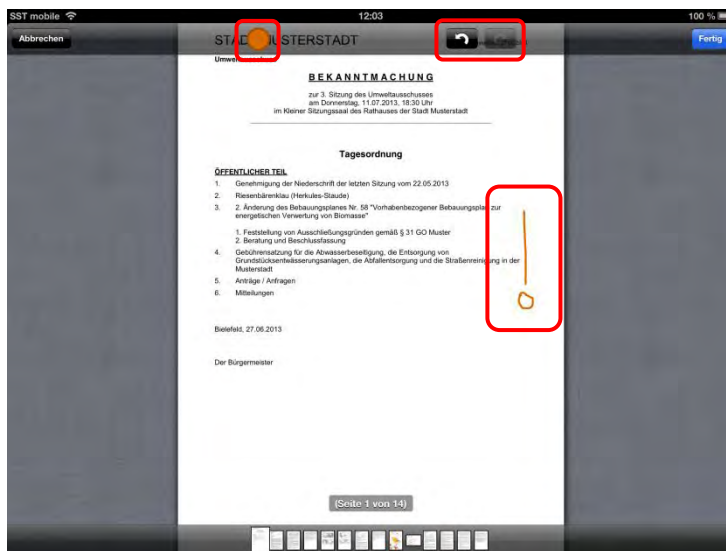 SST mobile 12:03 100 %
Abbrechen Fertig
BEKANNTMACHUNG
zur 3. Sitzung des Umweltausschusses
am Donnerstag, 11.07.2013, 18:30 Uhr
im Kleiner Sitzungssaal des Rathauses der Stadt Musterstadt
Tagesordnung
ÖFFENTLICHER TEIL
1. Genehmigung der Niederschrift der letzten Sitzung vom 22.05.2013
2. Riesenbärenklau (Herkules-Staude)
3. 2. Änderung des Bebauungsplanes Nr. 58 "Vorhabenbezogener Bebauungsplan zur
energetischen Verwertung von Biomasse"
1. Feststellung von Ausschließungsgründen gemäß § 31 GO Muster
2. Beratung und Beschlussfassung
4. Gebührensatzung für die Abwasserbeseitigung, die Entsorgung von
Grundstücksentwässerungsanlagen, die Abfallentsorgung und die Straßenreinigung in der
Musterstadt
5. Anträge / Anfragen
6. Mitteilungen
Bielefeld, 27.06.2013
Der Bürgermeister
(Seite 1 von 14)